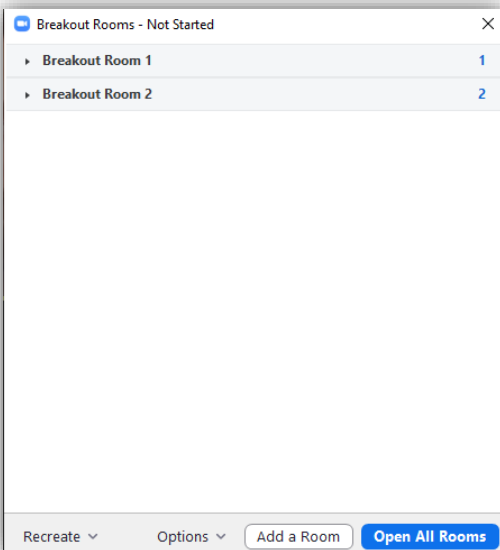 Breakout Rooms - Not Started
Breakout Room 1 1
Breakout Room 2 2
Recreate Options Add a Room Open All Rooms